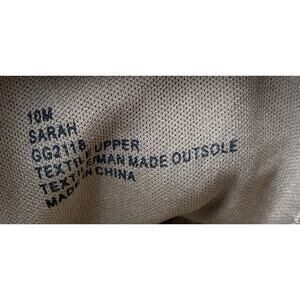 10M
SARAH
GG2118
TEXTILE UPPER
TEXTILE/MAN MADE OUTSOLE
MADE IN CHINA